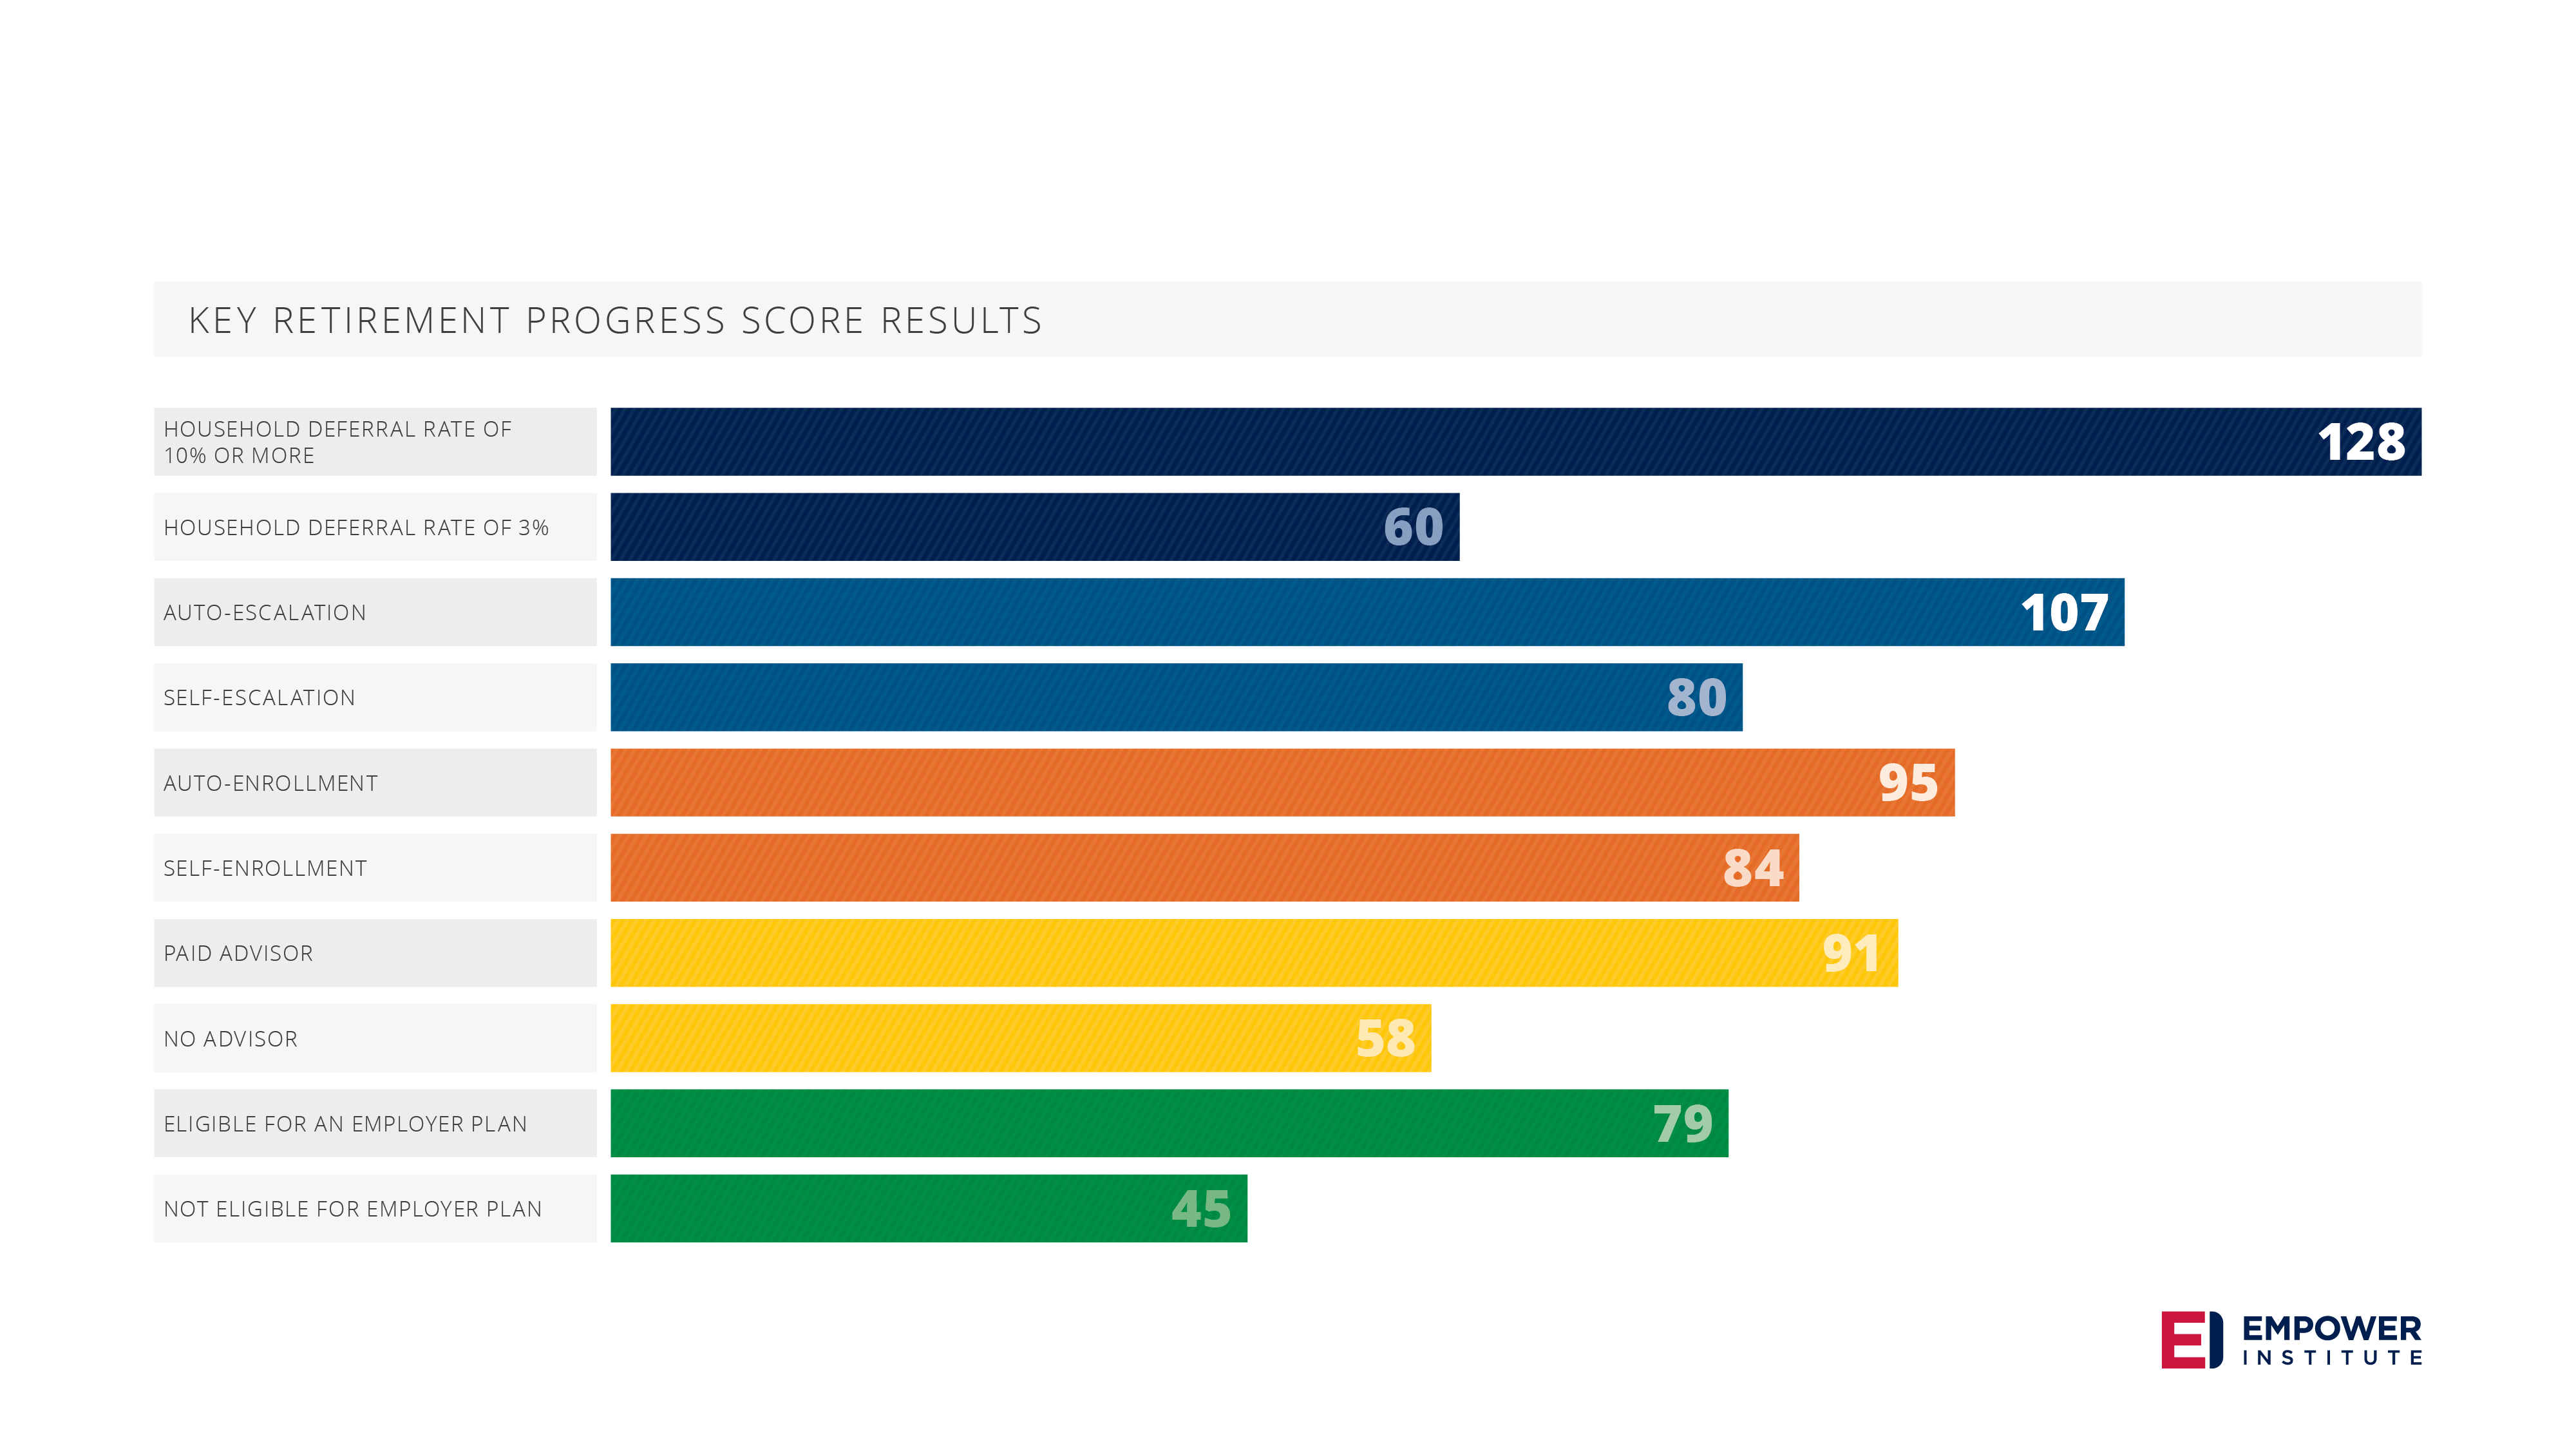 KEY RETIREMENT PROGRESS SCORE RESULTS
HOUSEHOLD DEFERRAL RATE OF
10% OR MORE
128
HOUSEHOLD DEFERRAL RATE OF 3%
60
AUTO-ESCALATION
107
SELF-ESCALATION
80
AUTO-ENROLLMENT
95
SELF-ENROLLMENT
84
PAID ADVISOR
91
NO ADVISOR
58
ELIGIBLE FOR AN EMPLOYER PLAN
79
NOT ELIGIBLE FOR EMPLOYER PLAN
45
EI EMPOWER
INSTITUTE